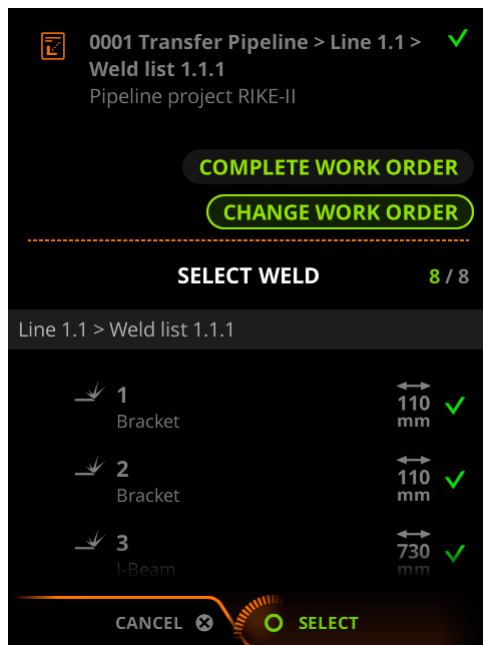 0001 Transfer Pipeline > Line 1.1 >
Weld list 1.1.1
Pipeline project RIKE-II
COMPLETE WORK ORDER
CHANGE WORK ORDER
SELECT WELD 8 / 8
Line 1.1 > Weld list 1.1.1
1 110
Bracket mm
2 110
Bracket mm
3 730
I-Beam mm
CANCEL SELECT